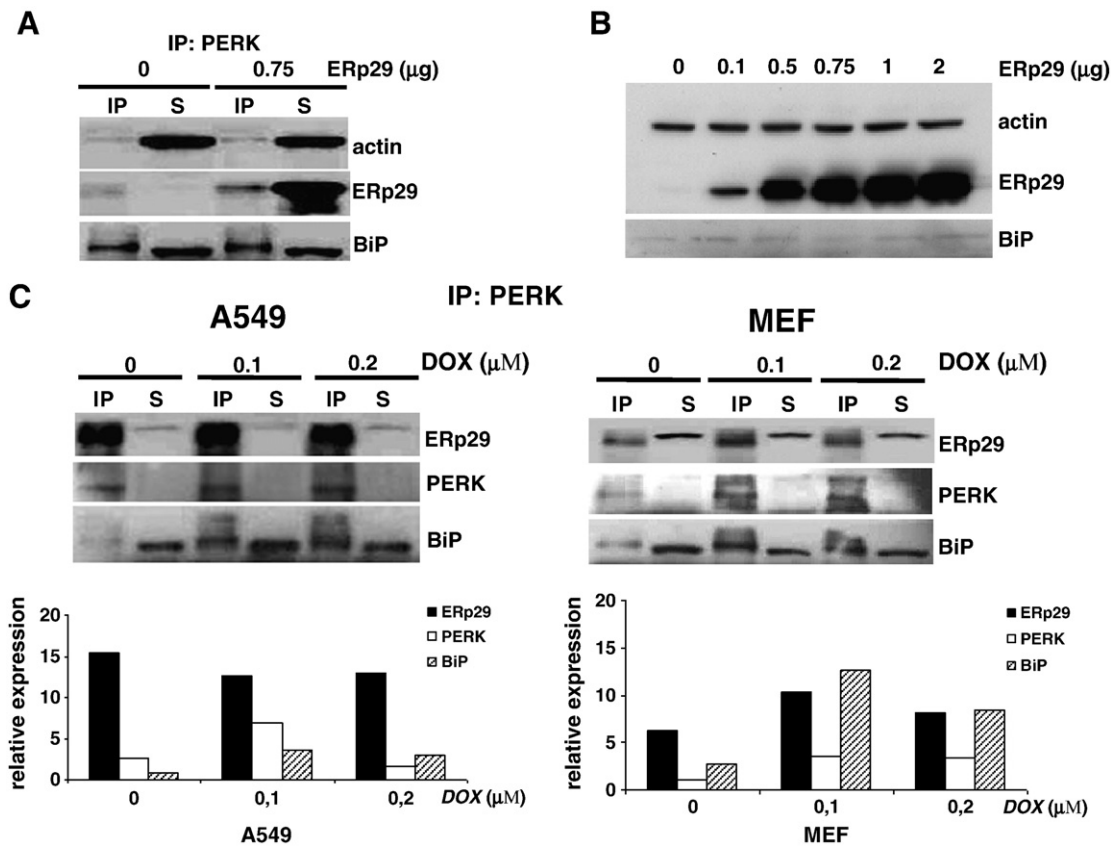 A
IP: PERK
0 0.75 ERp29 (μg)
IP S IP S
actin
ERp29
BiP
B
0 0.1 0.5 0.75 1 2 ERp29 (μg)
actin
ERp29
BiP
C
IP: PERK
A549
0 0.1 0.2 DOX (μM)
IP S IP S IP S
ERp29
PERK
BiP
MEF
0 0.1 0.2 DOX (μM)
IP S IP S IP S
ERp29
PERK
BiP
relative expression
20
15
10
5
0
ERp29
PERK
BiP
0 0,1 0,2 DOX (μM)
A549
relative expression
20
15
10
5
0
ERp29
PERK
BiP
0 0,1 0,2 DOX (μM)
MEF